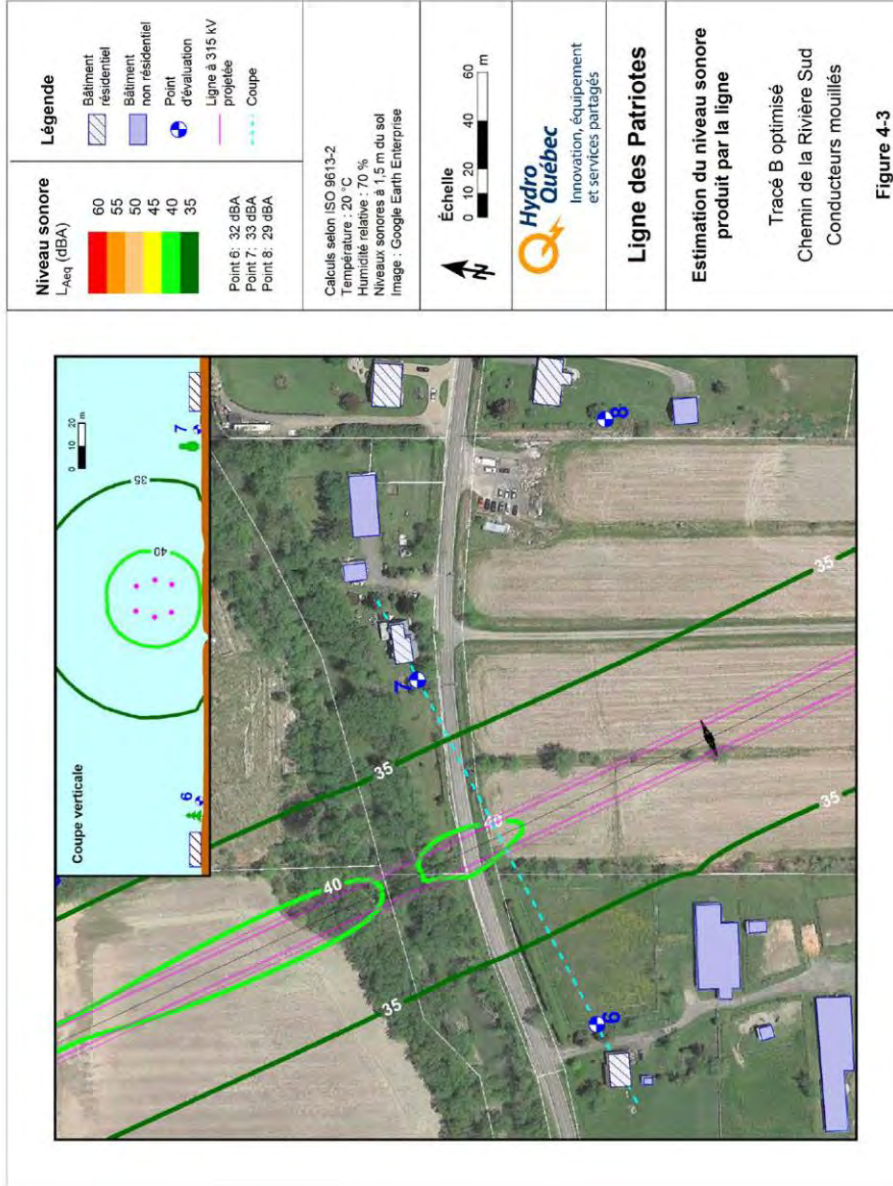 Coupe verticale
0 10 20
m
6
7
40
35
40
40
35
35
35
35
6
7
8
Niveau sonore
LAeq (dBA)
60
55
50
45
40
35
Point 6: 32 dBA
Point 7: 33 dBA
Point 8: 29 dBA
Légende
Bâtiment
résidentiel
Bâtiment
non résidentiel
Point
d'évaluation
Ligne à 315 kV
projetée
Coupe
Calculs selon ISO 9613-2
Température : 20 °C
Humidité relative : 70 %
Niveaux sonores à 1,5 m du sol
Image : Google Earth Enterprise
N
Échelle
0 10 20 40 60
m
Hydro
Québec
Innovation, équipement
et services partagés
Ligne des Patriotes
Estimation du niveau sonore
produit par la ligne
Tracé B optimisé
Chemin de la Rivière Sud
Conducteurs mouillés
Figure 4-3